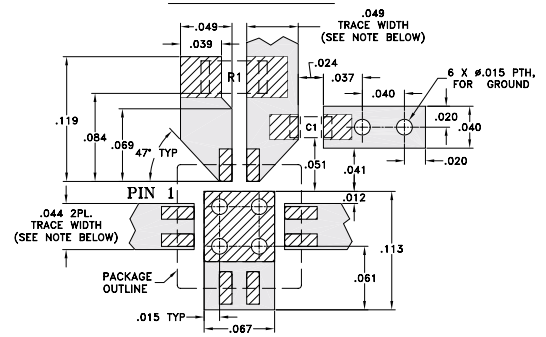 .049
.039
.049
TRACE WIDTH
(SEE NOTE BELOW)
.024
.037
6 X ø.015 PTH,
FOR GROUND
R1
.040
C1
.020
.040
.119
.084
.069
47° TYP
.051
.041
.020
PIN 1
.012
.044 2PL.
TRACE WIDTH
(SEE NOTE BELOW)
.113
PACKAGE
OUTLINE
.061
.015 TYP
.067